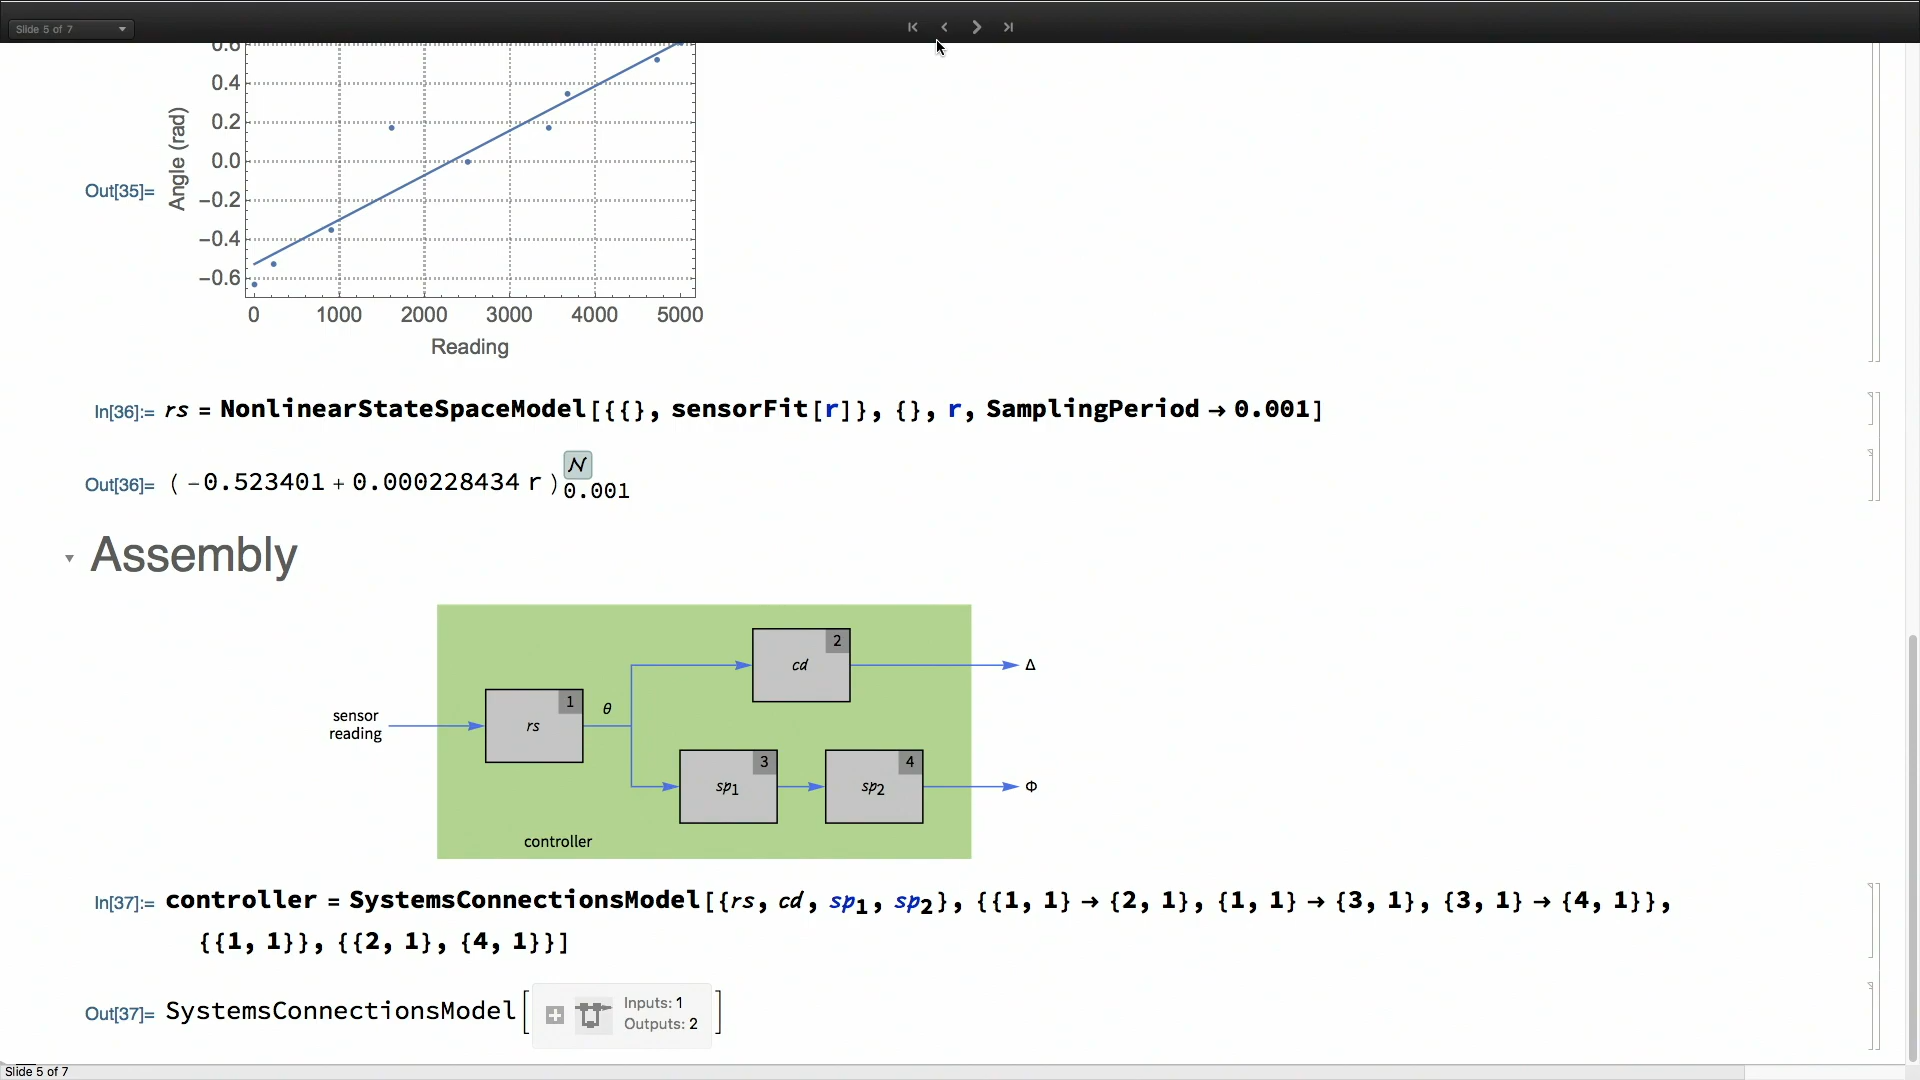 Slide 5 of 7
0.6
0.4
0.2
0.0
−0.2
−0.4
−0.6
Angle (rad)
Out[35]=
0 1000 2000 3000 4000 5000
Reading
In[36]:= rs = NonlinearStateSpaceModel[{{}, sensorFit[r]}, {}, r, SamplingPeriod → 0.001]
Out[36]= (−0.523401 + 0.000228434 r) N 0.001
Assembly
2
cd
Δ
1
θ
sensor
reading
rs
3
4
sp₁
sp₂
Φ
controller
In[37]:= controller = SystemsConnectionsModel[{rs, cd, sp₁, sp₂}, {{1, 1} → {2, 1}, {1, 1} → {3, 1}, {3, 1} → {4, 1}},
{{1, 1}}, {{2, 1}, {4, 1}}]
Out[37]= SystemsConnectionsModel[ Inputs: 1
Outputs: 2 ]
Slide 5 of 7